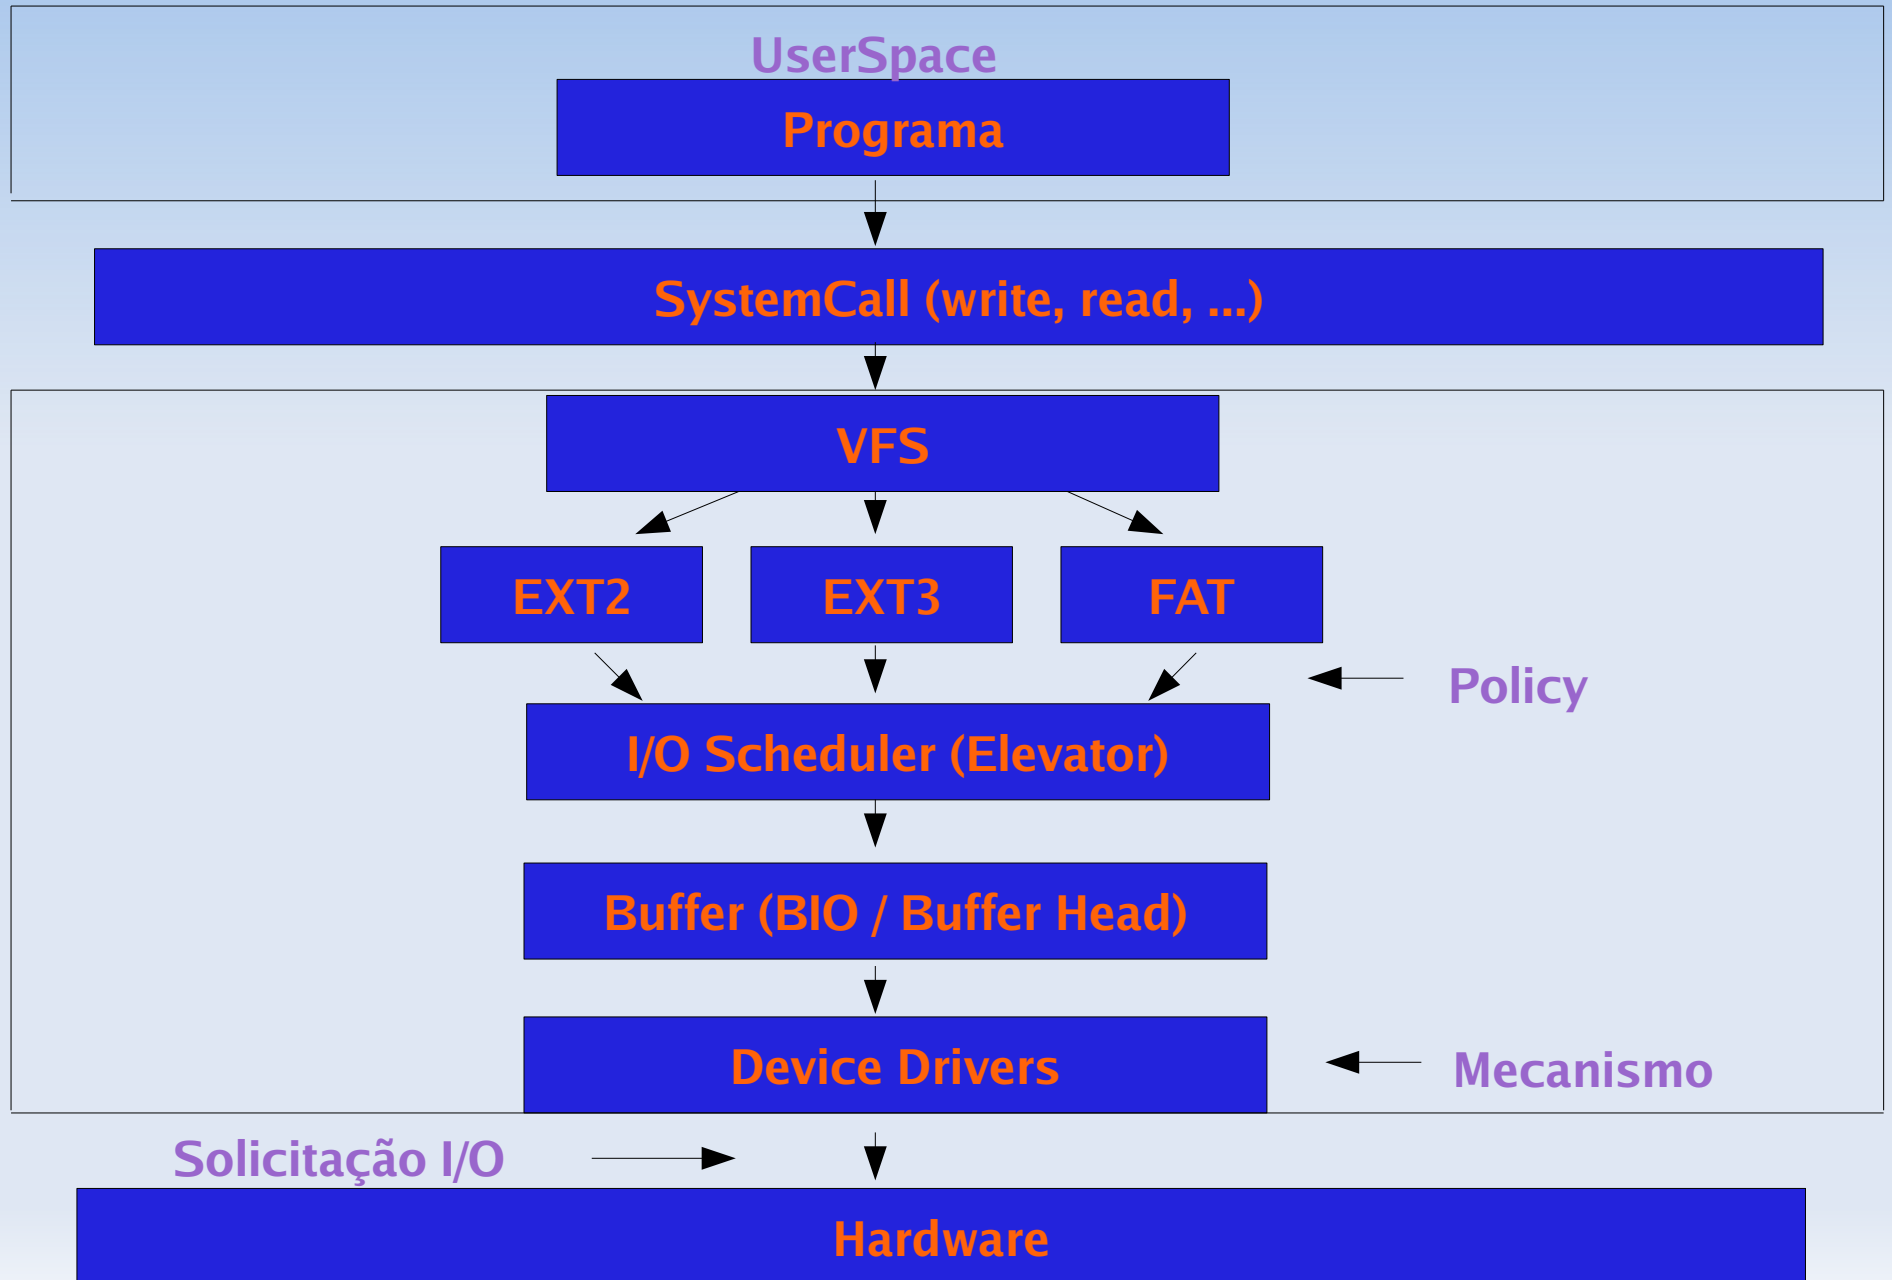 UserSpace
Programa
SystemCall (write, read, ...)
VFS
EXT2
EXT3
FAT
Policy
I/O Scheduler (Elevator)
Buffer (BIO / Buffer Head)
Device Drivers
Mecanismo
Solicitação I/O
Hardware